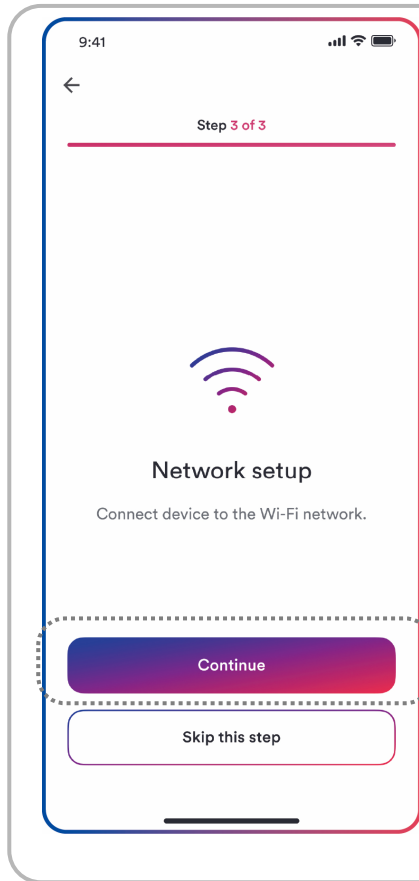 9:41
Step 3 of 3
Network setup
Connect device to the Wi-Fi network.
Continue
Skip this step